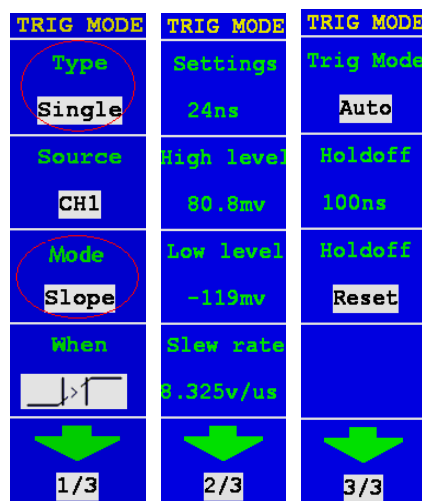 TRIG MODE
Type
Single
Source
CH1
Mode
Slope
When
1/3
TRIG MODE
Settings
24ns
High level
80.8mv
Low level
-119mv
Slew rate
8.325v/us
2/3
TRIG MODE
Trig Mode
Auto
Holdoff
100ns
Holdoff
Reset
3/3